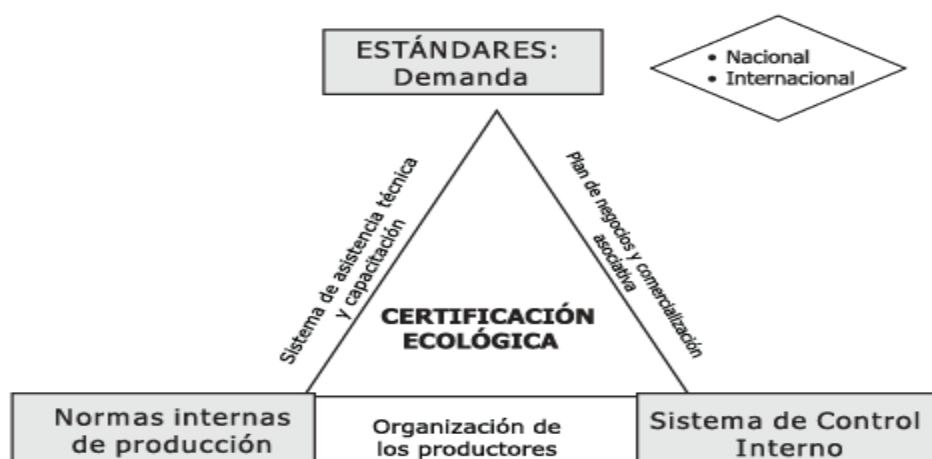 ESTÁNDARES:
Demanda
• Nacional
• Internacional
Sistema de asistencia técnica
y capacitación
Plan de negocios y comercialización
asociativa
CERTIFICACIÓN
ECOLÓGICA
Normas internas
de producción
Organización de
los productores
Sistema de Control
Interno